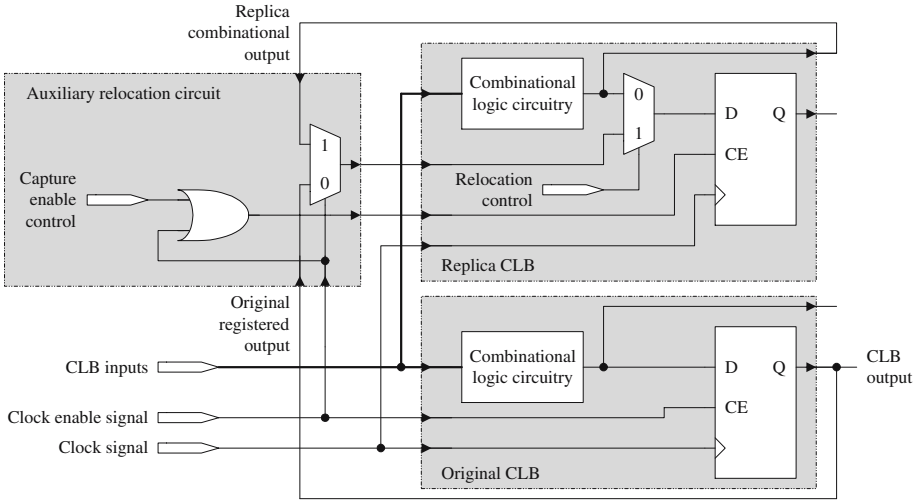 Replica
combinational
output
Auxiliary relocation circuit
Capture
enable
control
1
0
Combinational
logic circuitry
0
1
Relocation
control
D
Q
CE
Replica CLB
Original
registered
output
CLB inputs
Clock enable signal
Clock signal
Combinational
logic circuitry
D
Q
CE
Original CLB
CLB
output